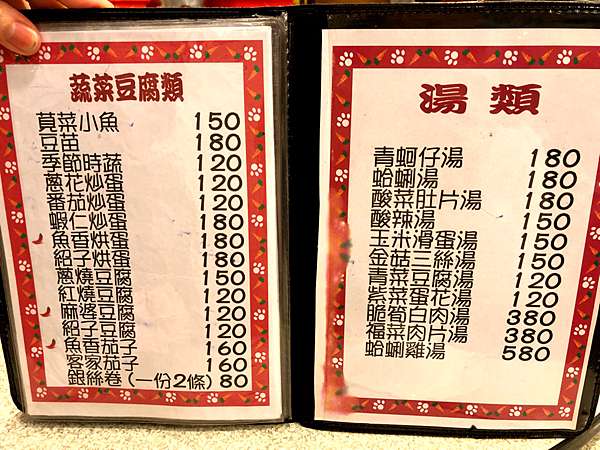 蔬菜豆腐類
莧菜小魚 150
豆苗 180
季節時蔬 120
蔥花炒蛋 120
番茄炒蛋 120
蝦仁炒蛋 180
魚香烘蛋 180
紹子烘蛋 180
蔥燒豆腐 150
紅燒豆腐 120
麻婆豆腐 120
紹子豆腐 120
魚香茄子 160
客家茄子 160
銀絲卷(一份2條) 80
湯類
青蚵仔湯 180
蛤蜊湯 180
酸菜肚片湯 180
酸辣湯 150
玉米滑蛋湯 150
金菇三絲湯 150
青菜豆腐湯 120
紫菜蛋花湯 120
脆筍白肉湯 380
福菜肉片湯 380
蛤蜊雞湯 580